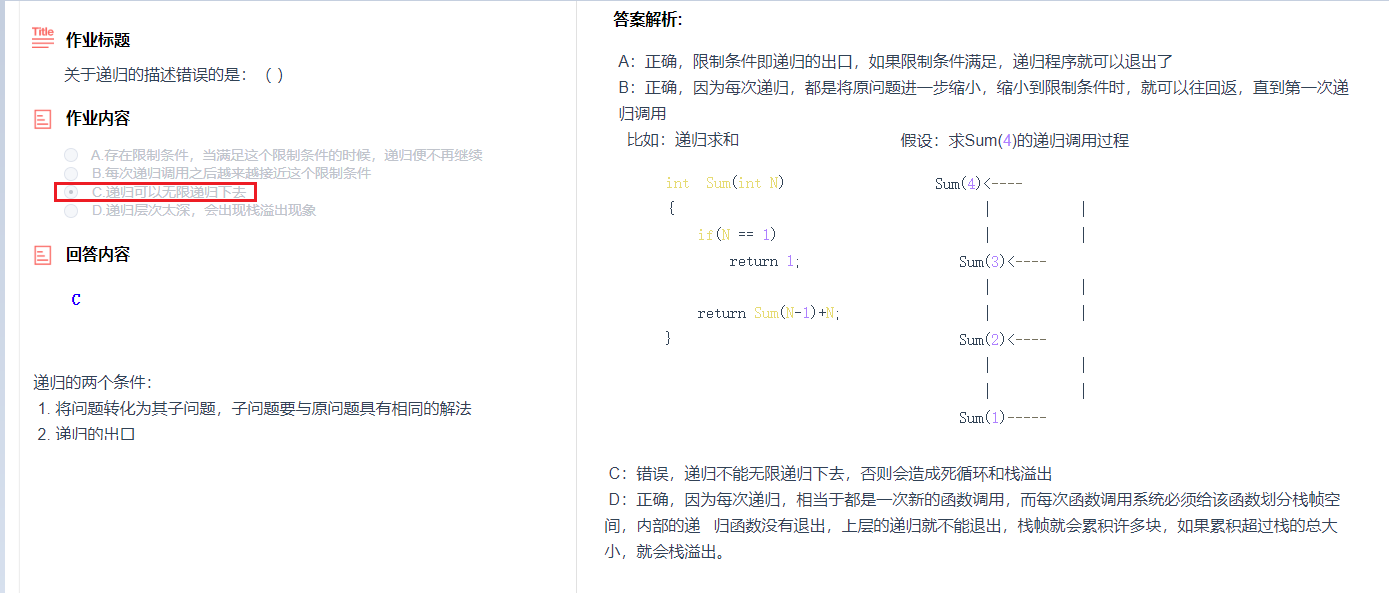 Title
作业标题
关于递归的描述错误的是：（ ）
作业内容
A.存在限制条件，当满足这个限制条件的时候，递归便不再继续
B.每次递归调用之后越来越接近这个限制条件
C.递归可以无限递归下去
D.递归层次太深，会出现栈溢出现象
回答内容
C
递归的两个条件：
1. 将问题转化为其子问题，子问题要与原问题具有相同的解法
2. 递归的出口
答案解析：
A：正确，限制条件即递归的出口，如果限制条件满足，递归程序就可以退出了
B：正确，因为每次递归，都是将原问题进一步缩小，缩小到限制条件时，就可以往回返，直到第一次递
归调用
比如：递归求和
int  Sum(int N)
{
    if(N == 1)
        return 1;
    return Sum(N-1)+N;
}
假设：求Sum(4)的递归调用过程
Sum(4)<----
|           |
|           |
Sum(3)<----
|           |
|           |
Sum(2)<----
|           |
|           |
Sum(1)-----
C：错误，递归不能无限递归下去，否则会造成死循环和栈溢出
D：正确，因为每次递归，相当于都是一次新的函数调用，而每次函数调用系统必须给该函数划分栈帧空
间，内部的递   归函数没有退出，上层的递归就不能退出，栈帧就会累积许多块，如果累积超过栈的总大
小，就会栈溢出。